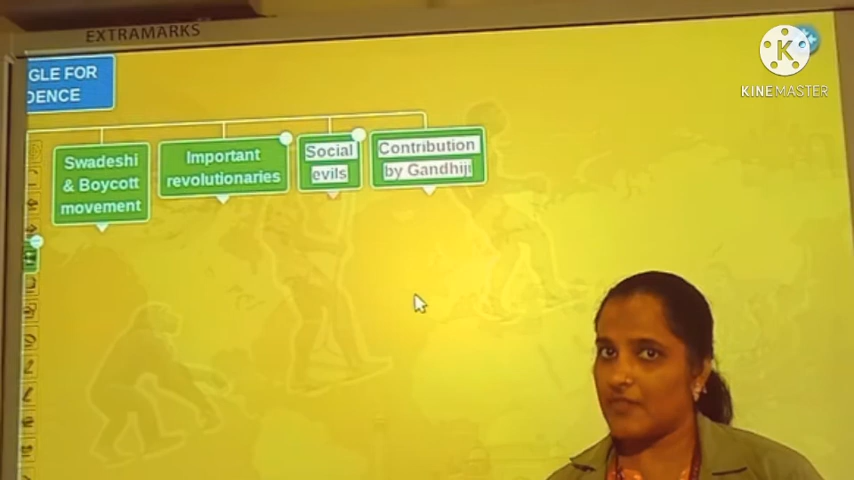 EXTRAMARKS
KINEMASTER
GLE FOR
DENCE
Swadeshi
& Boycott
movement
Important
revolutionaries
Social
evils
Contribution
by Gandhiji